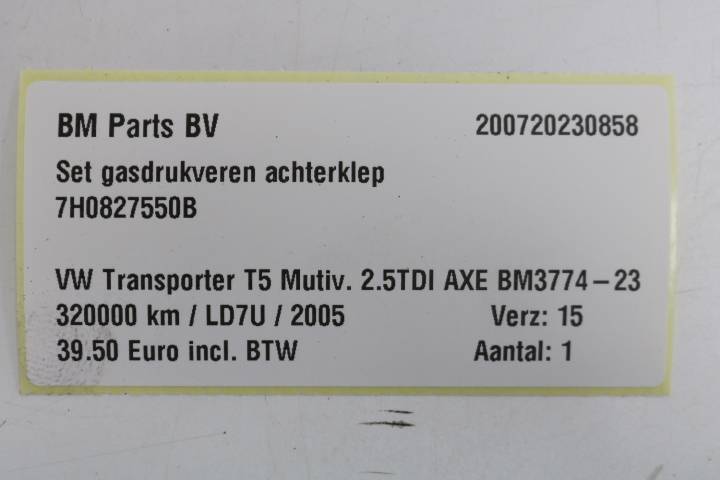 BM Parts BV 200720230858
Set gasdrukveren achterklep
7H0827550B
VW Transporter T5 Mutiv. 2.5TDI AXE BM3774-23
320000 km / LD7U / 2005 Verz: 15
39.50 Euro incl. BTW Aantal: 1